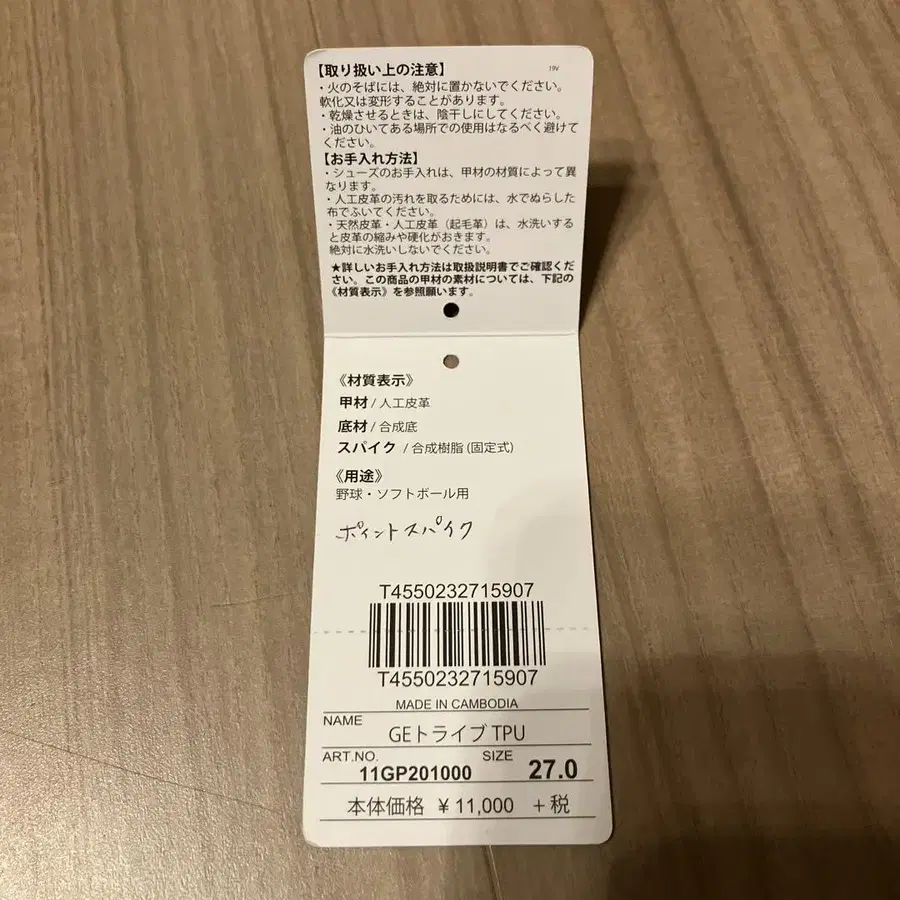 【取り扱い上の注意】
19V
・火のそばには、絶対に置かないでください。
軟化又は変形することがあります。
・乾燥させるときは、陰干しにしてください。
・油のひいてある場所での使用はなるべく避けて
ください。
【お手入れ方法】
・シューズのお手入れは、甲材の材質によって異
なります。
・人工皮革の汚れを取るためには、水でぬらした
布でふいてください。
・天然皮革・人工皮革（起毛革）は、水洗いする
と皮革の縮みや硬化がおきます。
絶対に水洗いしないでください。
★詳しいお手入れ方法は取扱説明書でご確認くだ
さい。この商品の甲材の素材については、下記の
《材質表示》を参照願います。
《材質表示》
甲材 / 人工皮革
底材 / 合成底
スパイク / 合成樹脂 (固定式)
《用途》
野球・ソフトボール用
ポイントスパイク
T4550232715907
T4550232715907
MADE IN CAMBODIA
NAME
GEトライブ TPU
ART.NO. SIZE
11GP201000 27.0
本体価格 ¥ 11,000 +税